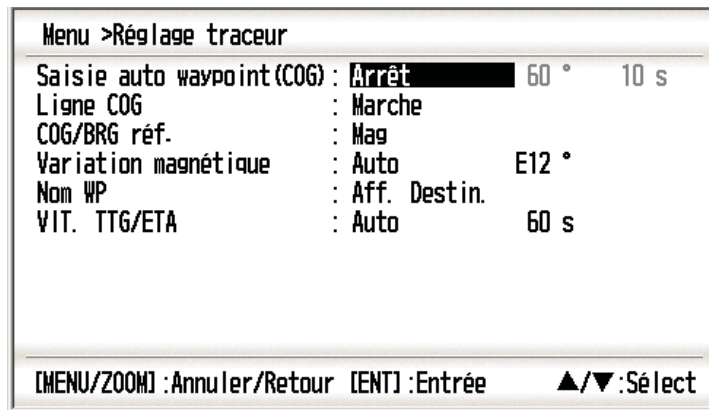 Menu >Réglage traceur
Saisie auto waypoint(COG) : Arrêt 60 ° 10 s
Ligne COG : Marche
COG/BRG réf. : Mag
Variation magnétique : Auto E12 °
Nom WP : Aff. Destin.
VIT. TTG/ETA : Auto 60 s
[MENU/ZOOM] :Annuler/Retour [ENT] :Entrée ▲/▼:Sélect